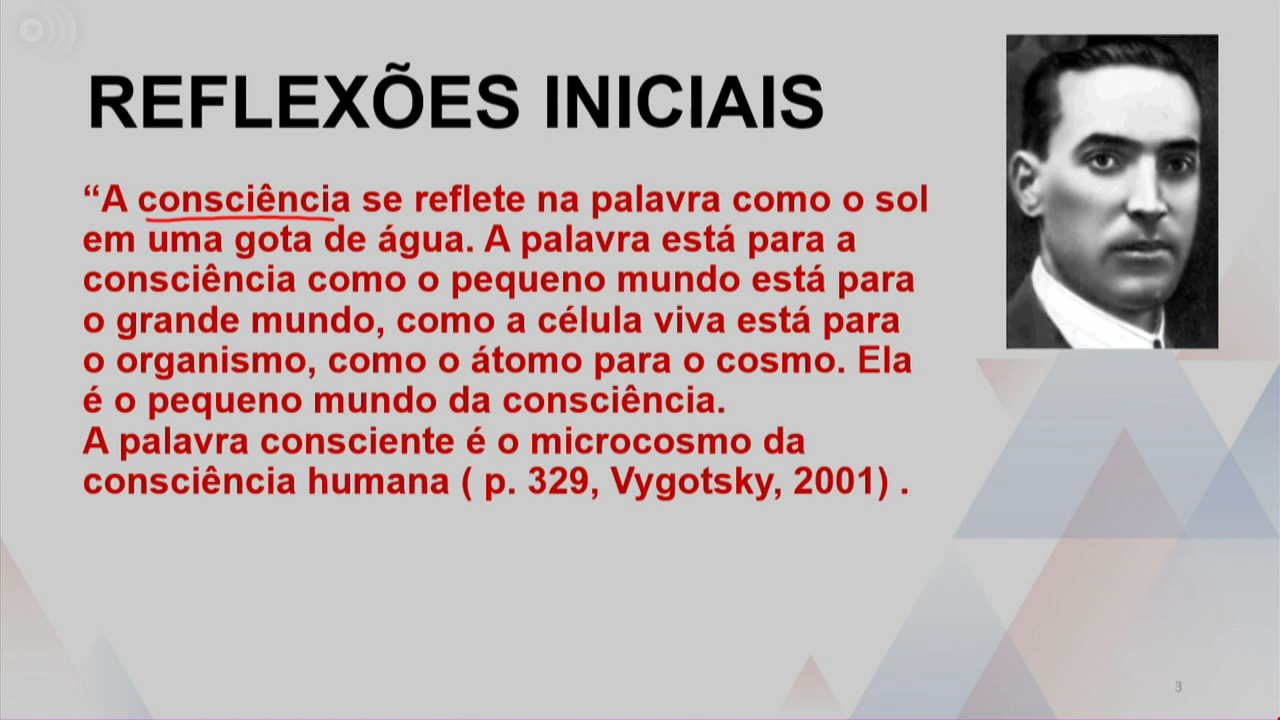 REFLEXÕES INICIAIS
“A consciência se reflete na palavra como o sol
em uma gota de água. A palavra está para a
consciência como o pequeno mundo está para
o grande mundo, como a célula viva está para
o organismo, como o átomo para o cosmo. Ela
é o pequeno mundo da consciência.
A palavra consciente é o microcosmo da
consciência humana ( p. 329, Vygotsky, 2001) .
3